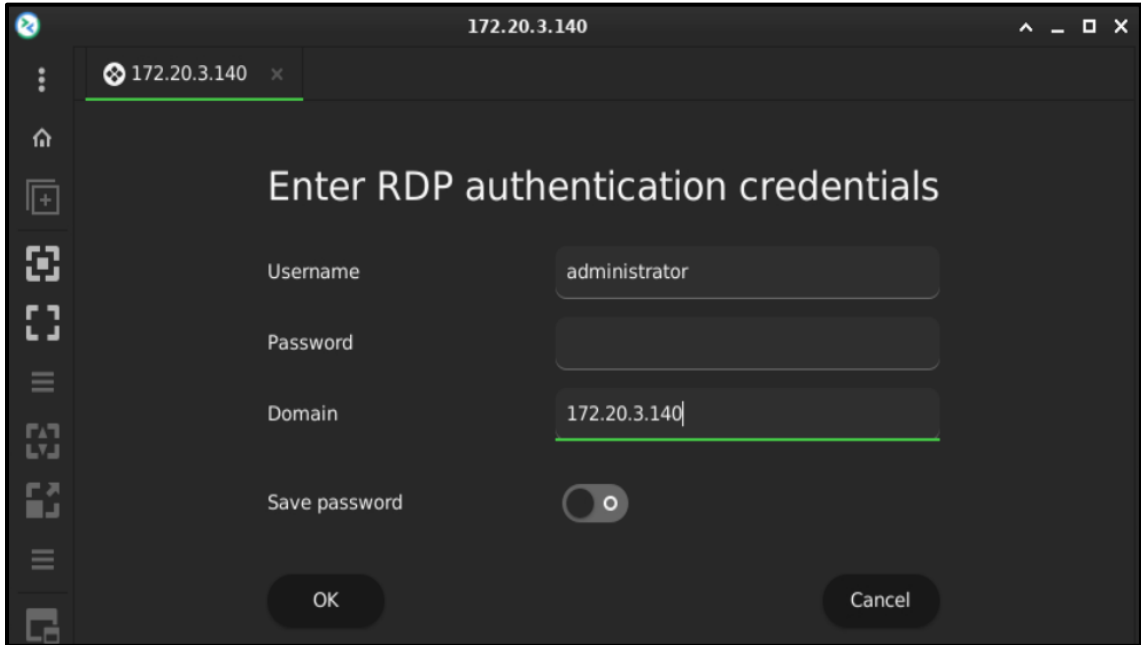 172.20.3.140
172.20.3.140
Enter RDP authentication credentials
Username administrator
Password
Domain 172.20.3.140
Save password
OK Cancel